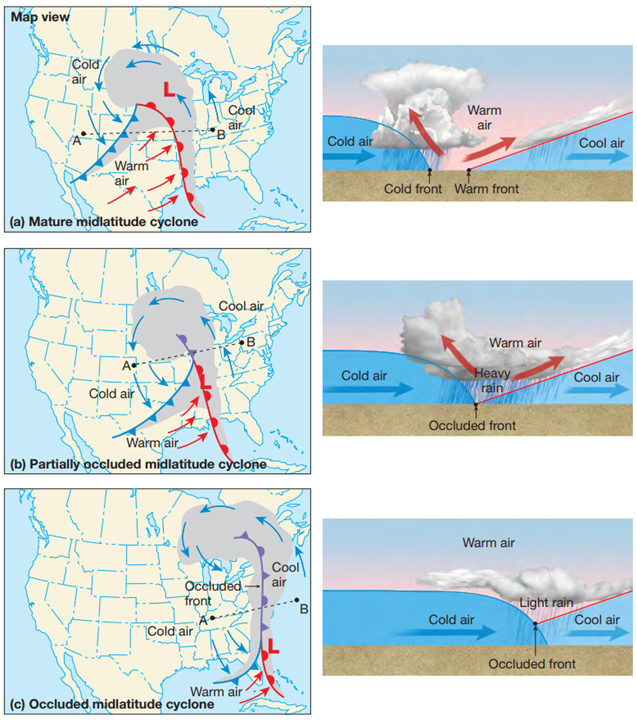 Map view
Cold
air
L
Cool
air
A
B
Warm
air
(a) Mature midlatitude cyclone
Warm
air
Cold air
Cool air
Cold front
Warm front
Cool air
B
A
Cold air
L
Warm air
(b) Partially occluded midlatitude cyclone
Warm air
Cold air
Heavy
rain
Cool air
Occluded front
Occluded
front
Cool
air
A
B
Cold air
L
Warm air
(c) Occluded midlatitude cyclone
Warm air
Light rain
Cold air
Cool air
Occluded front